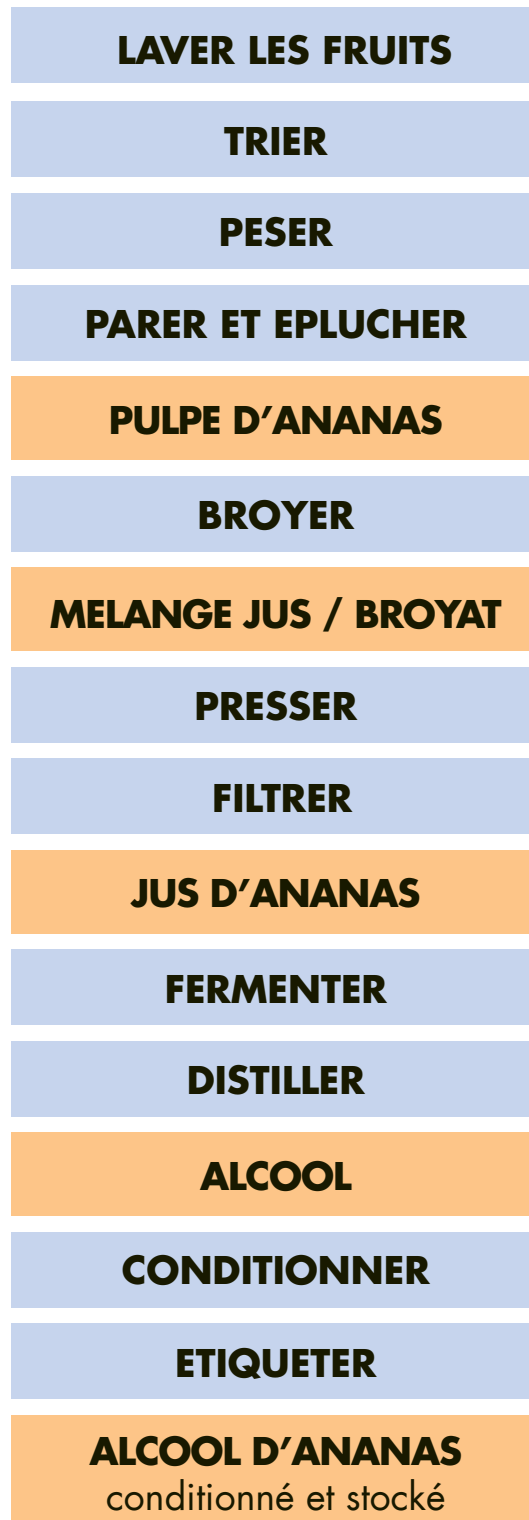 LAVER LES FRUITS
TRIER
PESER
PARER ET EPLUCHER
PULPE D’ANANAS
BROYER
MELANGE JUS / BROYAT
PRESSER
FILTRER
JUS D’ANANAS
FERMENTER
DISTILLER
ALCOOL
CONDITIONNER
ETIQUETER
ALCOOL D’ANANAS
conditionné et stocké